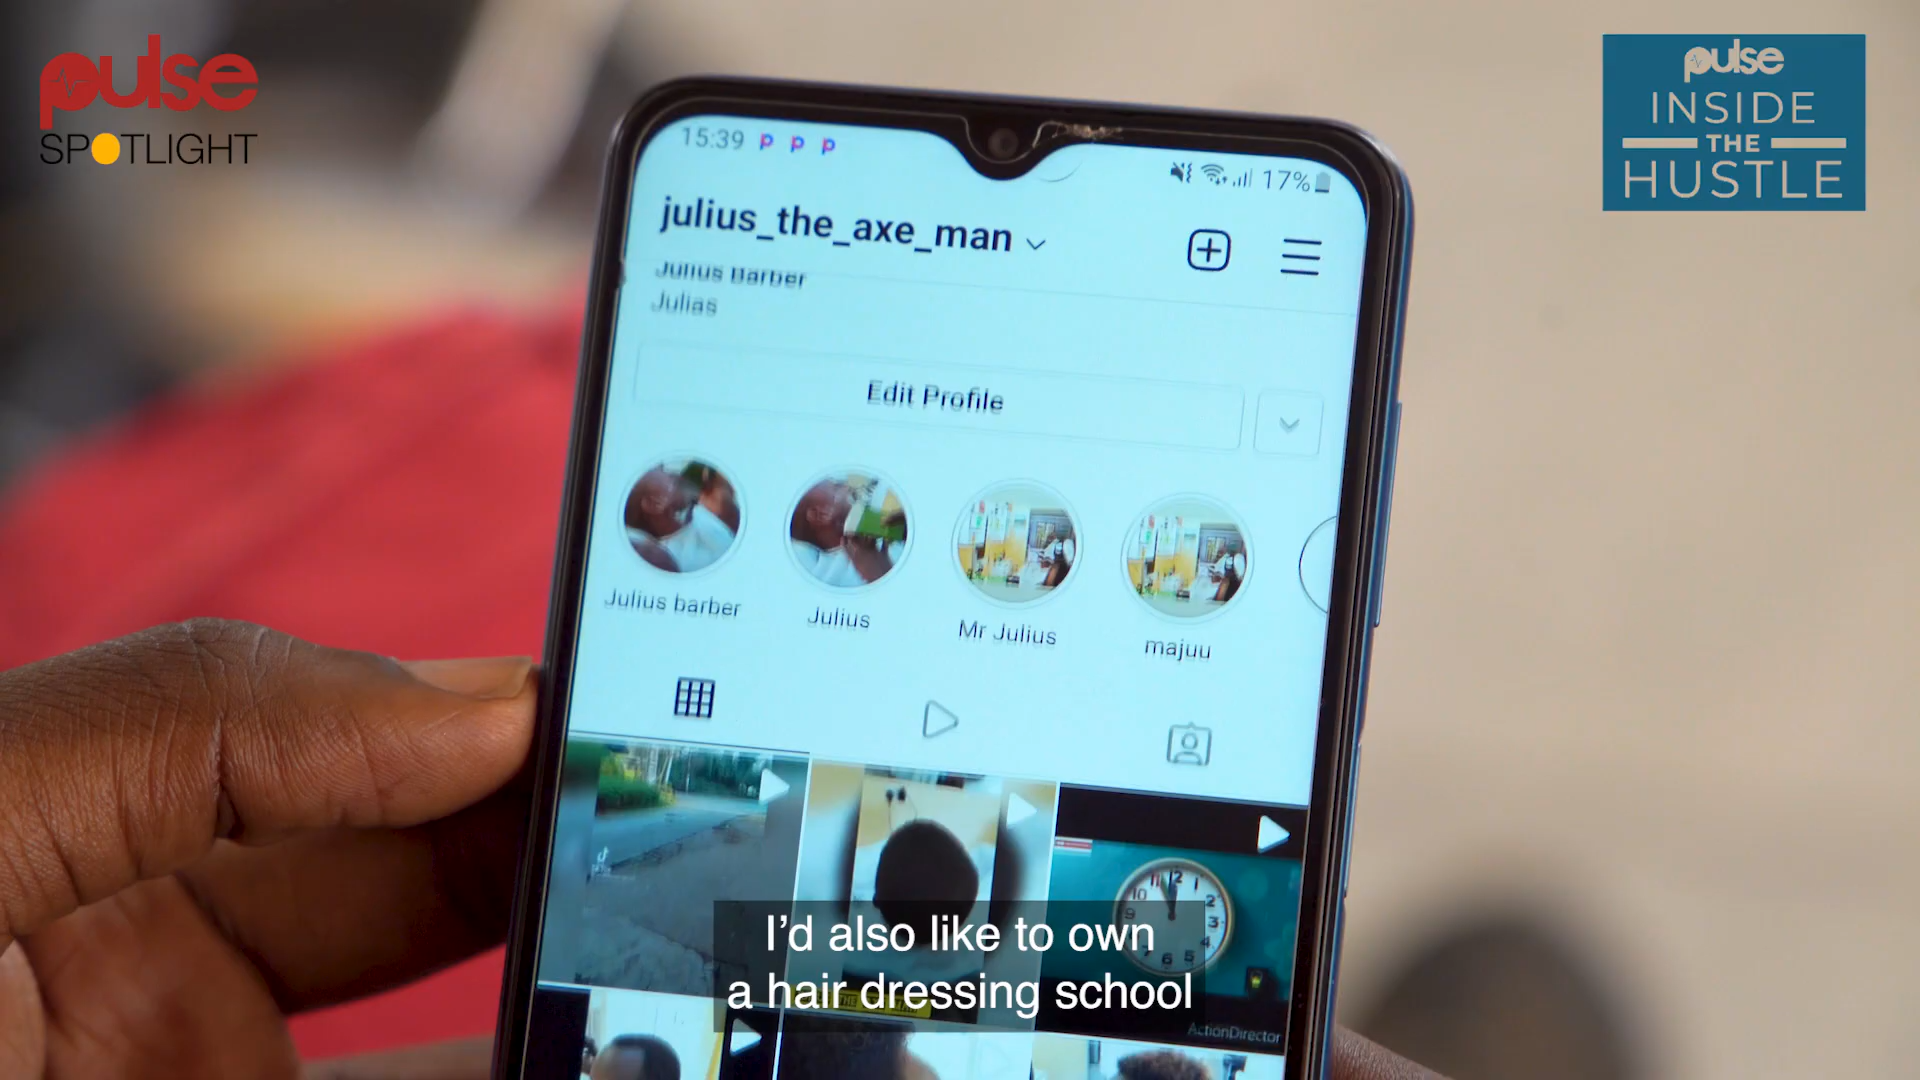 pulse
SPOTLIGHT
pulse
INSIDE
THE
HUSTLE
15:39
17%
julius_the_axe_man
Julius Barber
Julias
Edit Profile
Julius barber
Julius
Mr Julius
majuu
I'd also like to own
a hair dressing school
ActionDirector